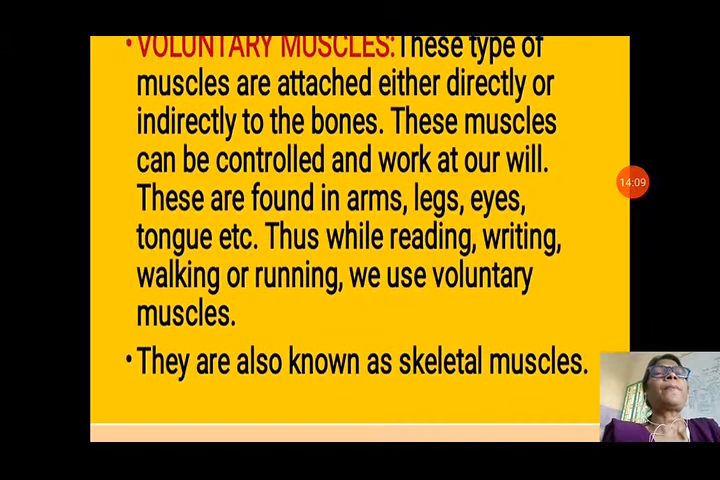 • VOLUNTARY MUSCLES: These type of
muscles are attached either directly or
indirectly to the bones. These muscles
can be controlled and work at our will.
These are found in arms, legs, eyes,
tongue etc. Thus while reading, writing,
walking or running, we use voluntary
muscles.
• They are also known as skeletal muscles.
14:09